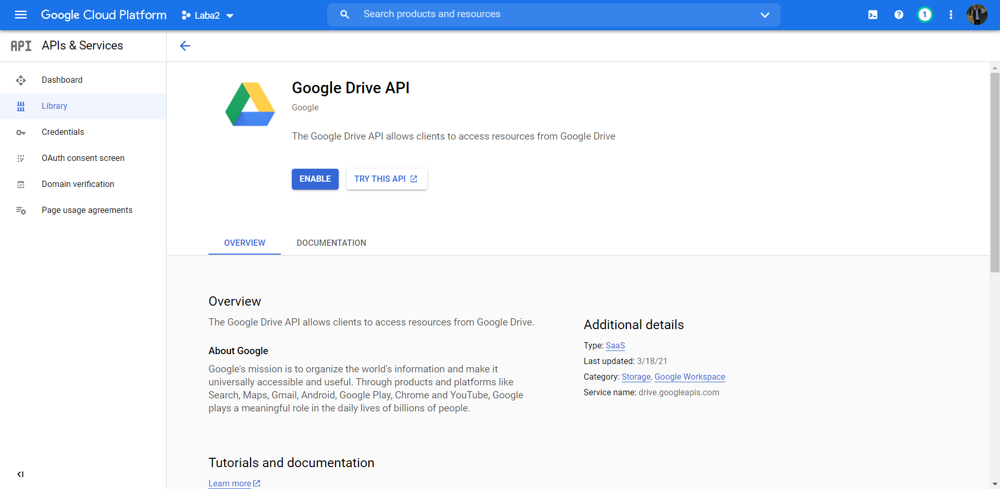 Google Cloud Platform
Laba2
Search products and resources
1
API
APIs & Services
Dashboard
Library
Credentials
OAuth consent screen
Domain verification
Page usage agreements
Google Drive API
Google
The Google Drive API allows clients to access resources from Google Drive
ENABLE
TRY THIS API
OVERVIEW
DOCUMENTATION
Overview
The Google Drive API allows clients to access resources from Google Drive.
About Google
Google's mission is to organize the world's information and make it
universally accessible and useful. Through products and platforms like
Search, Maps, Gmail, Android, Google Play, Chrome and YouTube, Google
plays a meaningful role in the daily lives of billions of people.
Additional details
Type: SaaS
Last updated: 3/18/21
Category: Storage, Google Workspace
Service name: drive.googleapis.com
Tutorials and documentation
Learn more